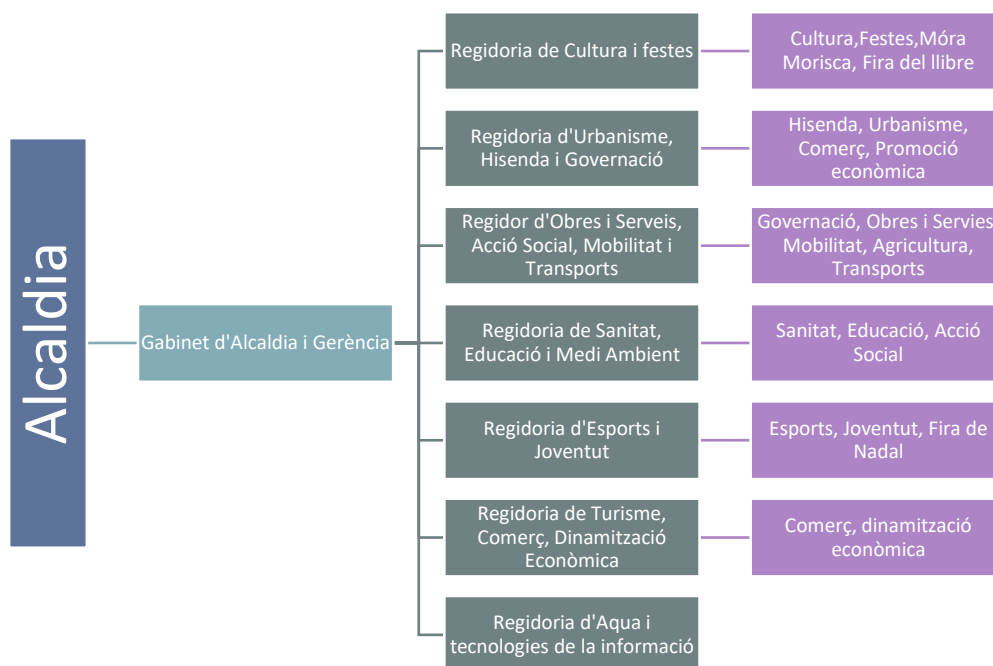 Alcaldia
Gabinet d'Alcaldia i Gerència
Regidoria de Cultura i festes
Cultura,Festes,Móra
Morisca, Fira del llibre
Regidoria d'Urbanisme,
Hisenda i Governació
Hisenda, Urbanisme,
Comerç, Promoció
econòmica
Regidor d'Obres i Serveis,
Acció Social, Mobilitat i
Transports
Governació, Obres i Servies
Mobilitat, Agricultura,
Transports
Regidoria de Sanitat,
Educació i Medi Ambient
Sanitat, Educació, Acció
Social
Regidoria d'Esports i
Joventut
Esports, Joventut, Fira de
Nadal
Regidoria de Turisme,
Comerç, Dinamització
Econòmica
Comerç, dinamització
econòmica
Regidoria d'Aqua i
tecnologies de la informació